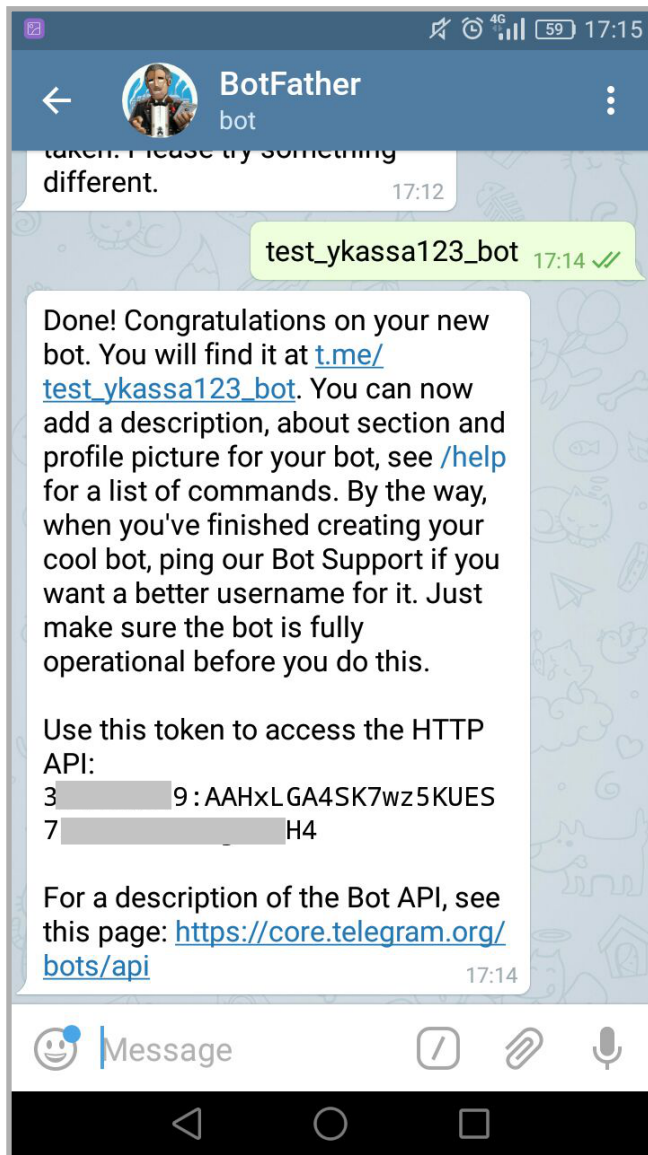 4G 59 17:15
BotFather
bot
taken. Please try something
different.
17:12
test_ykassa123_bot 17:14
Done! Congratulations on your new
bot. You will find it at t.me/
test_ykassa123_bot. You can now
add a description, about section and
profile picture for your bot, see /help
for a list of commands. By the way,
when you've finished creating your
cool bot, ping our Bot Support if you
want a better username for it. Just
make sure the bot is fully
operational before you do this.
Use this token to access the HTTP
API:
3 9:AAHxLGA4SK7wz5KUES
7 H4
For a description of the Bot API, see
this page: https://core.telegram.org/
bots/api
17:14
Message